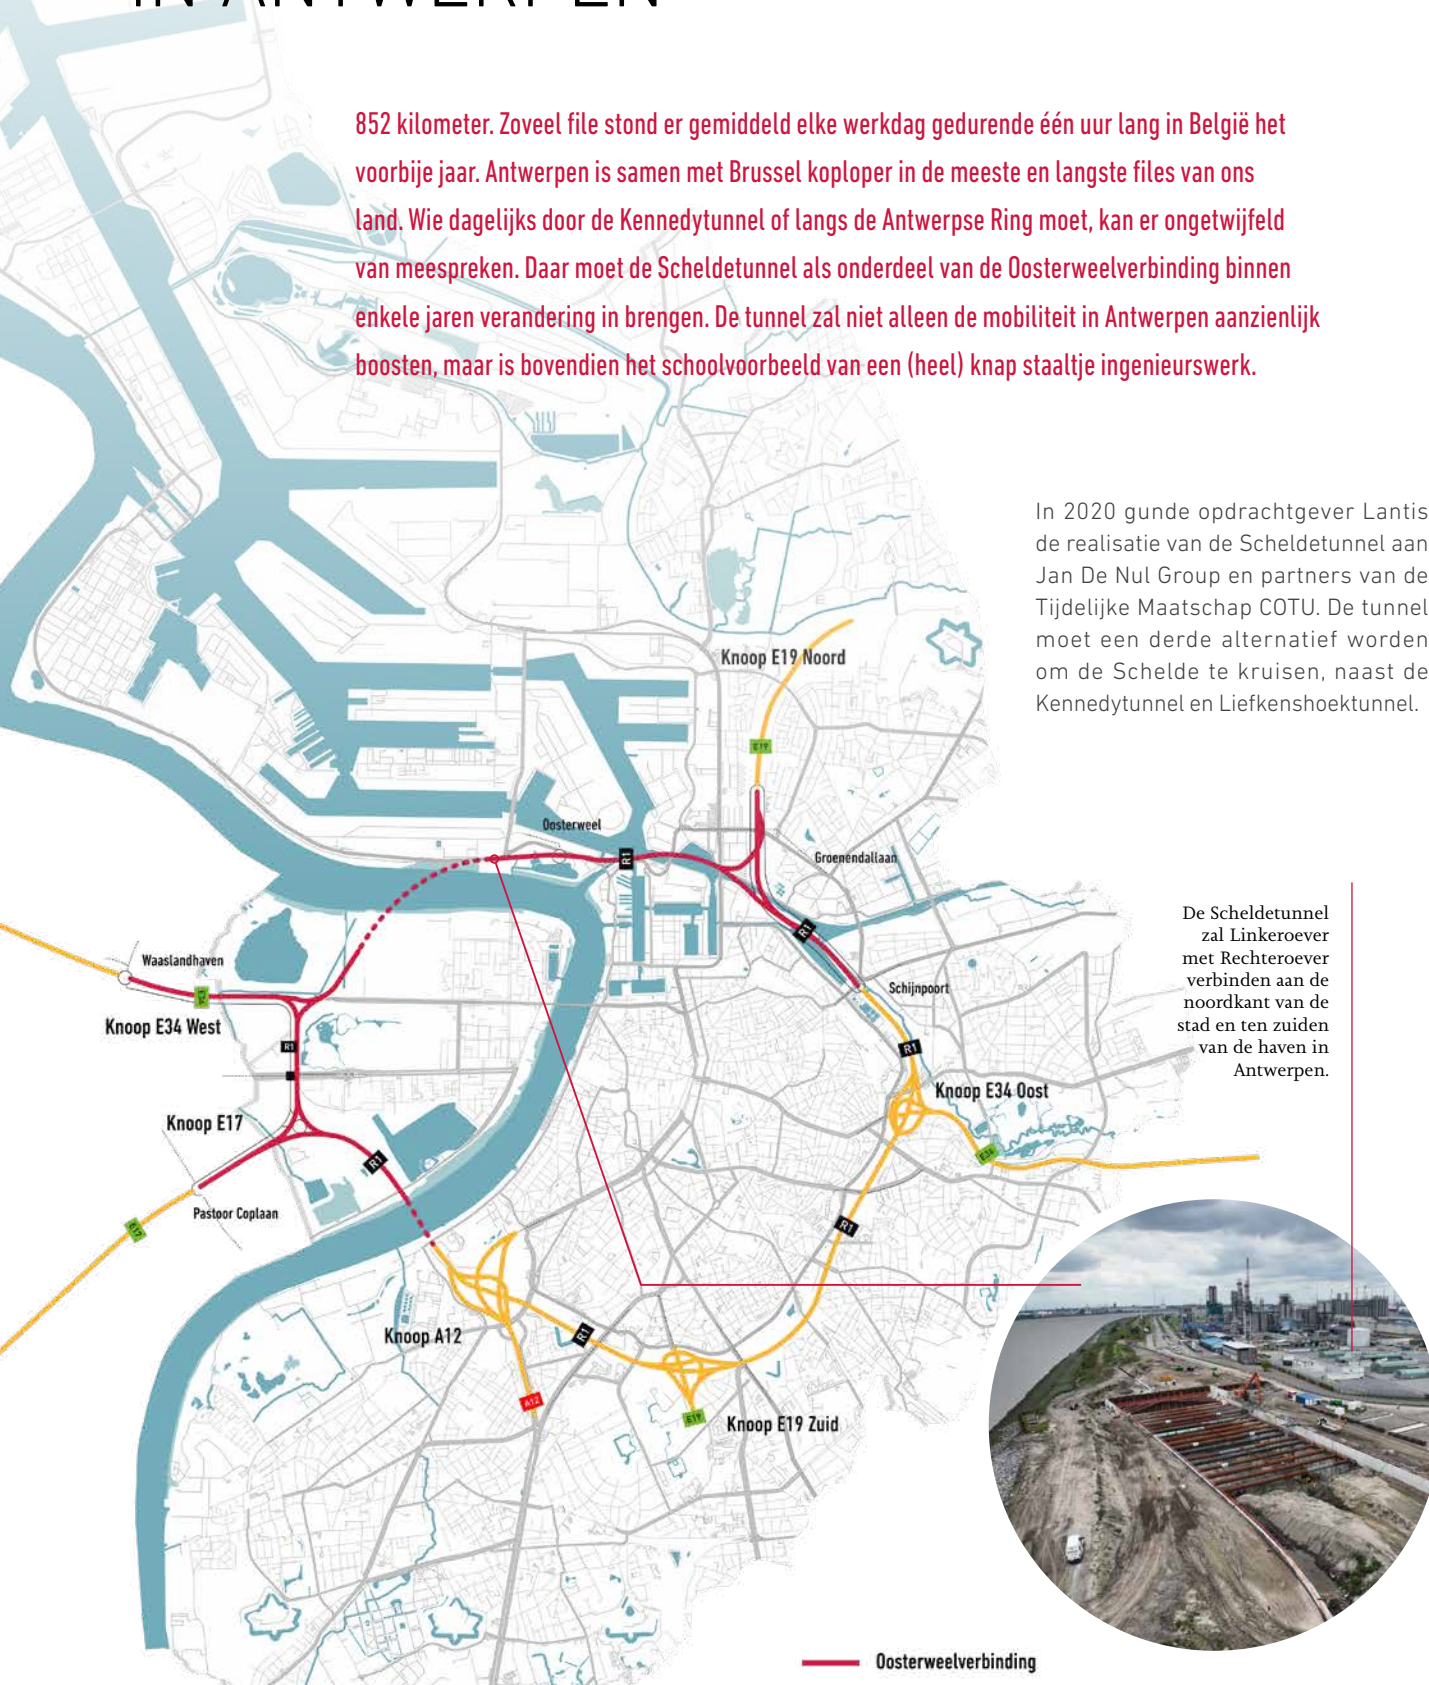 IN ANTWERPEN
852 kilometer. Zoveel file stond er gemiddeld elke werkdag gedurende één uur lang in België het
voorbije jaar. Antwerpen is samen met Brussel koploper in de meeste en langste files van ons
land. Wie dagelijks door de Kennedytunnel of langs de Antwerpse Ring moet, kan er ongetwijfeld
van meespreken. Daar moet de Scheldetunnel als onderdeel van de Oosterweelverbinding binnen
enkele jaren verandering in brengen. De tunnel zal niet alleen de mobiliteit in Antwerpen aanzienlijk
boosten, maar is bovendien het schoolvoorbeeld van een (heel) knap staaltje ingenieurswerk.
In 2020 gunde opdrachtgever Lantis
de realisatie van de Scheldetunnel aan
Jan De Nul Group en partners van de
Tijdelijke Maatschap COTU. De tunnel
moet een derde alternatief worden
om de Schelde te kruisen, naast de
Kennedytunnel en Liefkenshoektunnel.
Knoop E19 Noord
E19
Oosterweel
R1
Groenendallaan
R1
Waaslandhaven
E34
Knoop E34 West
Schijnpoort
R1
R1
Knoop E34 Oost
E34
Knoop E17
R1
Pastoor Coplaan
E17
R1
Knoop A12
R1
A12
E19
Knoop E19 Zuid
De Scheldetunnel
zal Linkeroever
met Rechteroever
verbinden aan de
noordkant van de
stad en ten zuiden
van de haven in
Antwerpen.
Oosterweelverbinding